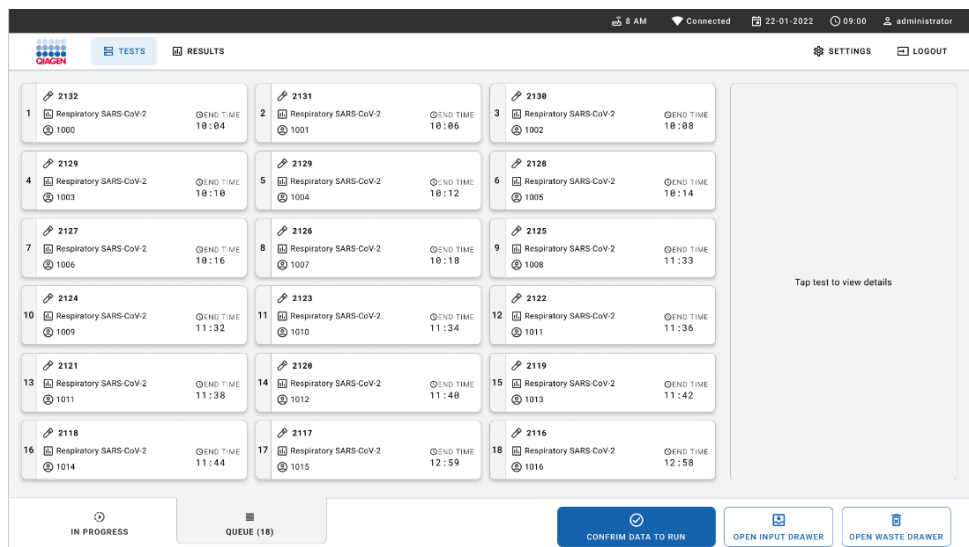 8 AM Connected 22-01-2022 09:00 administrator
QIAGEN TESTS RESULTS SETTINGS LOGOUT
2132 2131 2130
1 Respiratory SARS-CoV-2 END TIME 2 Respiratory SARS-CoV-2 END TIME 3 Respiratory SARS-CoV-2 END TIME
1000 10:04 1001 10:06 1002 10:08
2129 2129 2128
4 Respiratory SARS-CoV-2 END TIME 5 Respiratory SARS-CoV-2 END TIME 6 Respiratory SARS-CoV-2 END TIME
1003 10:10 1004 10:12 1005 10:14
2127 2126 2125
7 Respiratory SARS-CoV-2 END TIME 8 Respiratory SARS-CoV-2 END TIME 9 Respiratory SARS-CoV-2 END TIME
1006 10:16 1007 10:18 1008 11:33
Tap test to view details
2124 2123 2122
10 Respiratory SARS-CoV-2 END TIME 11 Respiratory SARS-CoV-2 END TIME 12 Respiratory SARS-CoV-2 END TIME
1009 11:32 1010 11:34 1011 11:36
2121 2120 2119
13 Respiratory SARS-CoV-2 END TIME 14 Respiratory SARS-CoV-2 END TIME 15 Respiratory SARS-CoV-2 END TIME
1011 11:38 1012 11:40 1013 11:42
2118 2117 2116
16 Respiratory SARS-CoV-2 END TIME 17 Respiratory SARS-CoV-2 END TIME 18 Respiratory SARS-CoV-2 END TIME
1014 11:44 1015 12:59 1016 12:58
IN PROGRESS QUEUE (18) CONFRIM DATA TO RUN OPEN INPUT DRAWER OPEN WASTE DRAWER